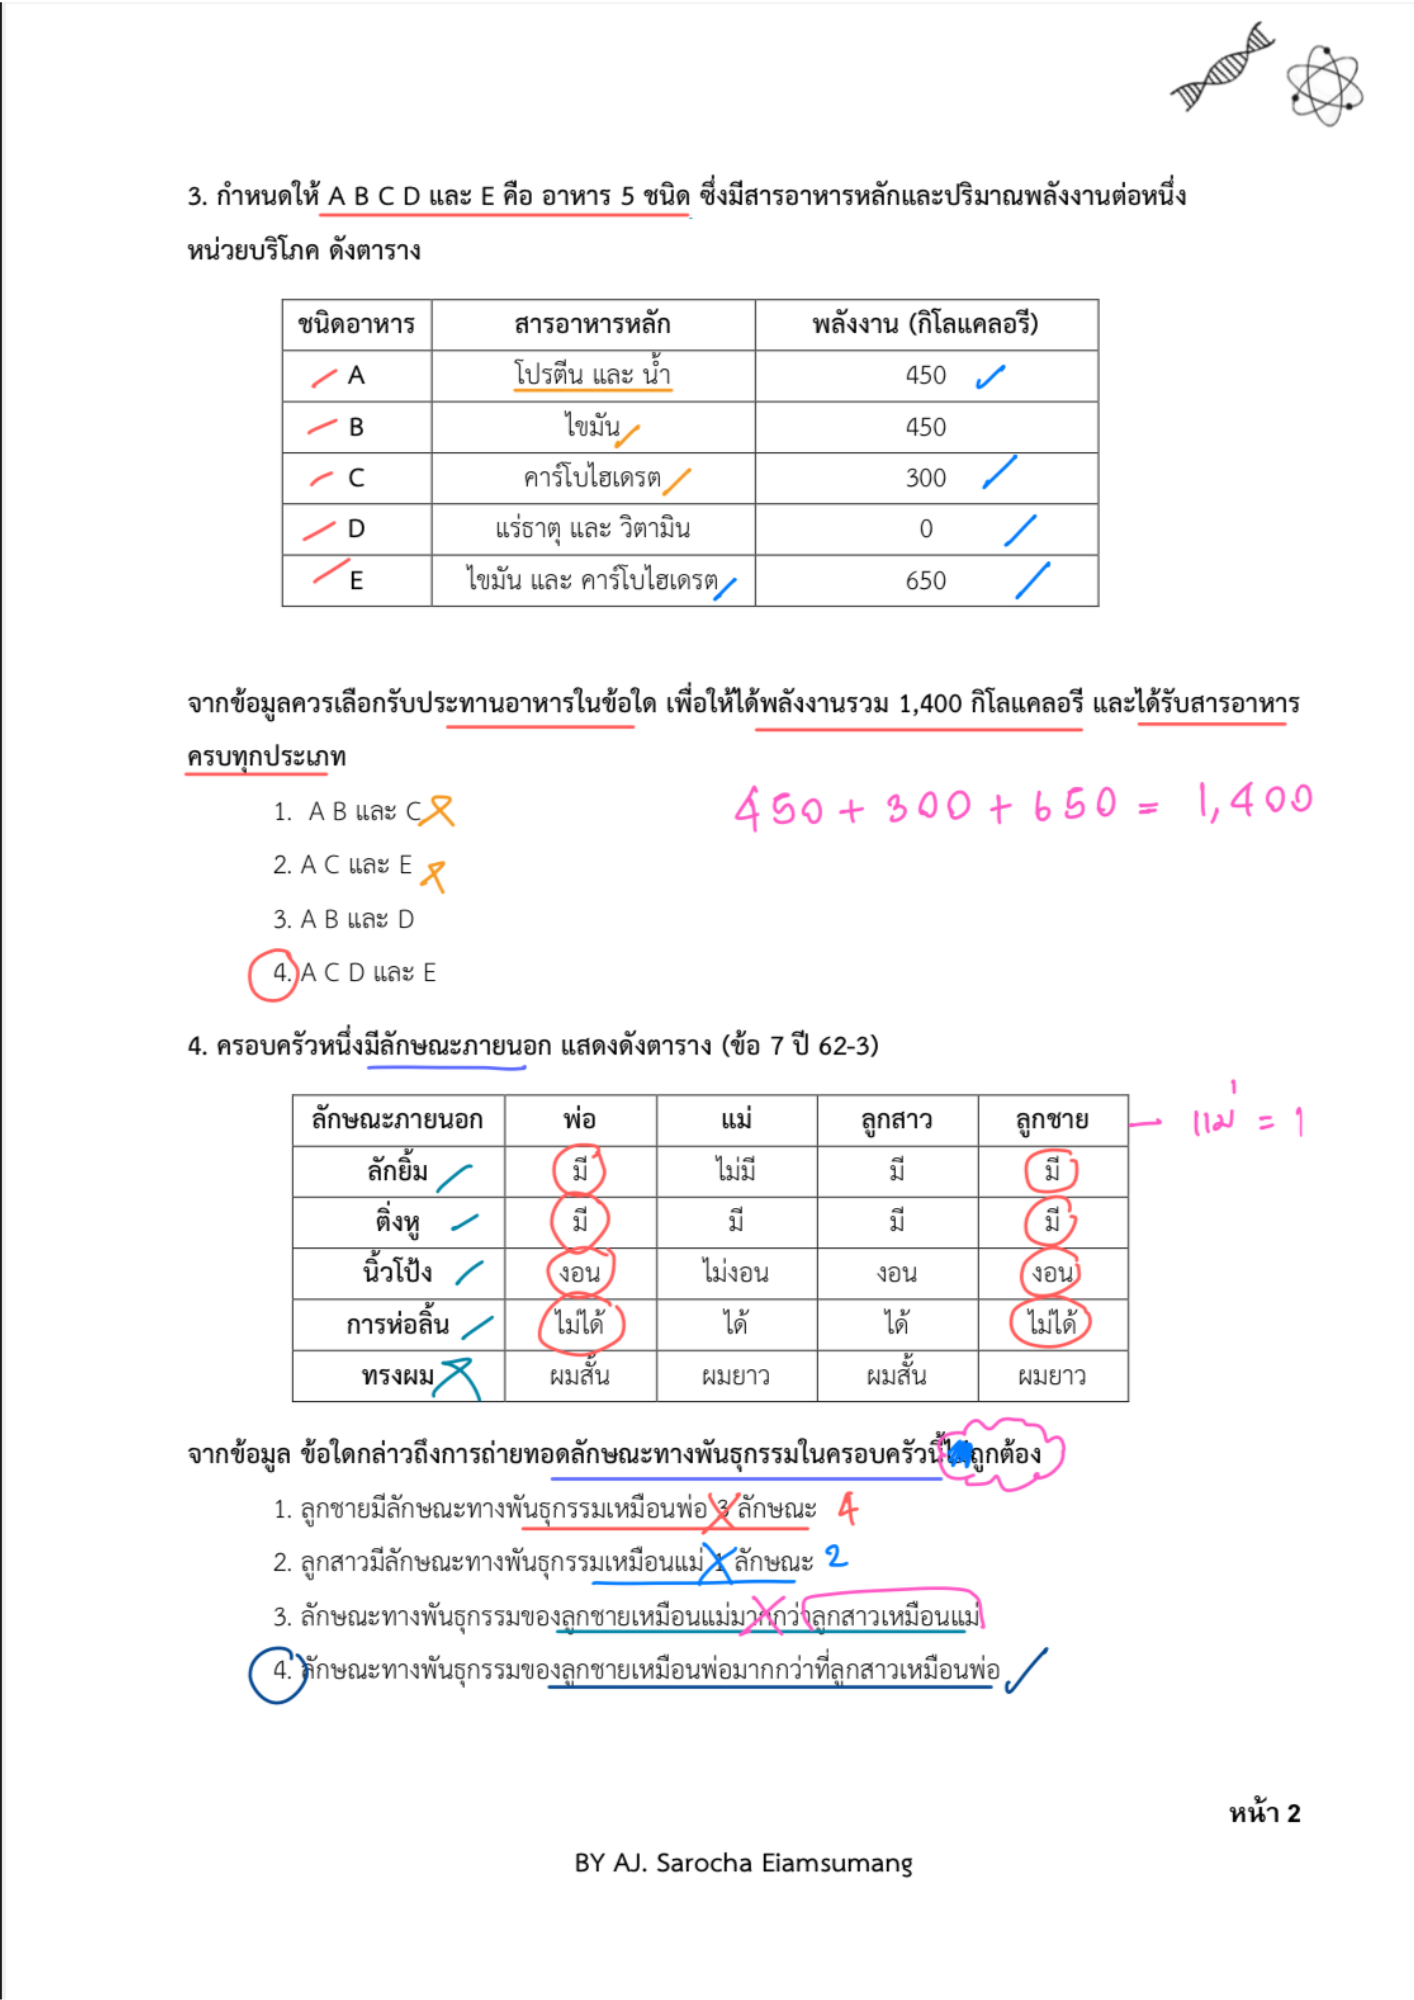 3. กำหนดให้ A B C D และ E คือ อาหาร 5 ชนิด ซึ่งมีสารอาหารหลักและปริมาณพลังงานต่อหนึ่ง
หน่วยบริโภค ดังตาราง
ชนิดอาหาร สารอาหารหลัก พลังงาน (กิโลแคลอรี)
A โปรตีน และ น้ำ 450
B ไขมัน 450
C คาร์โบไฮเดรต 300
D แร่ธาตุ และ วิตามิน 0
E ไขมัน และ คาร์โบไฮเดรต 650
จากข้อมูลควรเลือกรับประทานอาหารในข้อใด เพื่อให้ได้พลังงานรวม 1,400 กิโลแคลอรี และได้รับสารอาหาร
ครบทุกประเภท
1. A B และ C 450 + 300 + 650 = 1,400
2. A C และ E
3. A B และ D
4. A C D และ E
4. ครอบครัวหนึ่งมีลักษณะภายนอก แสดงดังตาราง (ข้อ 7 ปี 62-3)
ลักษณะภายนอก พ่อ แม่ ลูกสาว ลูกชาย แม่ = 1
ลักยิ้ม มี ไม่มี มี มี
ติ่งหู มี มี มี มี
นิ้วโป้ง งอน ไม่งอน งอน งอน
การห่อลิ้น ไม่ได้ ได้ ได้ ไม่ได้
ทรงผม ผมสั้น ผมยาว ผมสั้น ผมยาว
จากข้อมูล ข้อใดกล่าวถึงการถ่ายทอดลักษณะทางพันธุกรรมในครอบครัวนี้ถูกต้อง
1. ลูกชายมีลักษณะทางพันธุกรรมเหมือนพ่อ 3 ลักษณะ 4
2. ลูกสาวมีลักษณะทางพันธุกรรมเหมือนแม่ 1 ลักษณะ 2
3. ลักษณะทางพันธุกรรมของลูกชายเหมือนแม่มากกว่าลูกสาวเหมือนแม่
4. ลักษณะทางพันธุกรรมของลูกชายเหมือนพ่อมากกว่าที่ลูกสาวเหมือนพ่อ
หน้า 2
BY AJ. Sarocha Eiamsumang